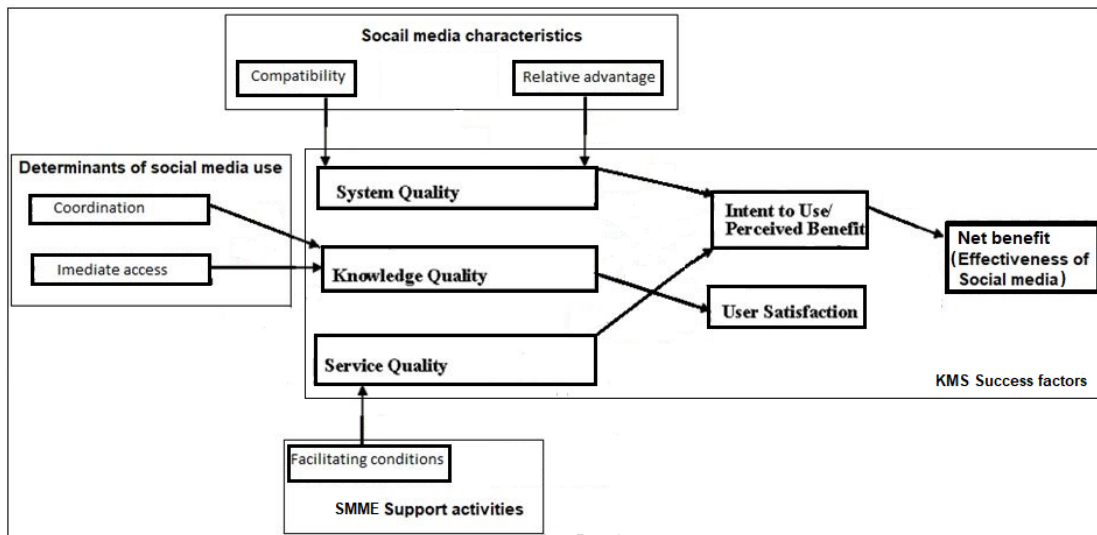 Socail media characteristics
Compatibility
Relative advantage
Determinants of social media use
Coordination
Imediate access
System Quality
Knowledge Quality
Service Quality
Intent to Use/
Perceived Benefit
User Satisfaction
Net benefit
(Effectiveness of
Social media)
KMS Success factors
Facilitating conditions
SMME Support activities